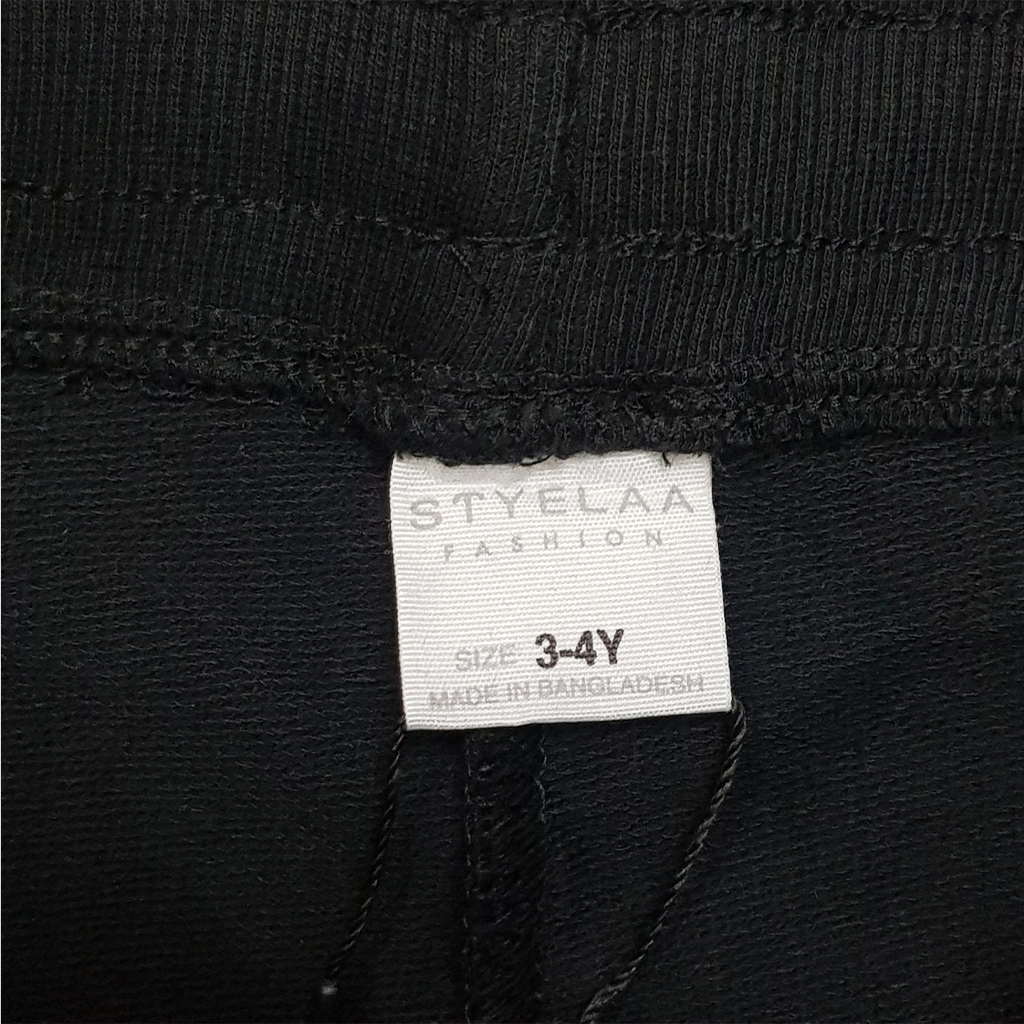 STYELAA
FASHION
SIZE 3-4Y
MADE IN BANGLADESH